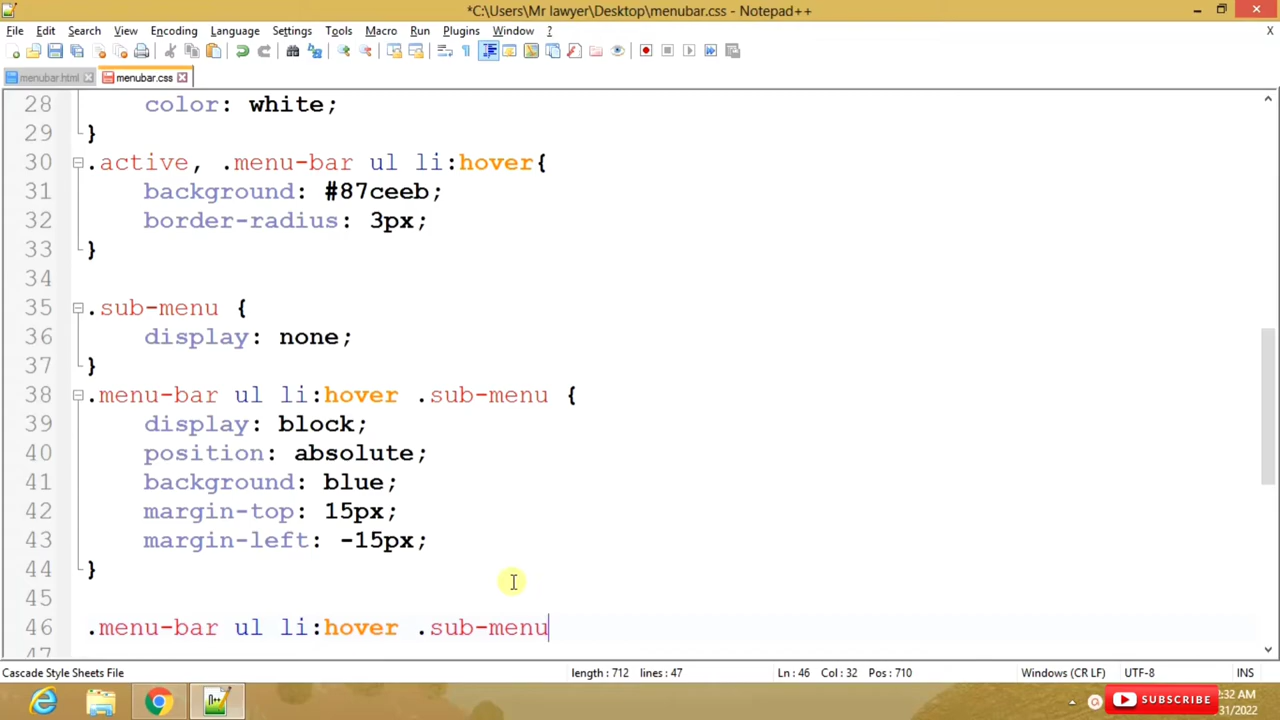 *C:\Users\Mr lawyer\Desktop\menubar.css - Notepad++
File Edit Search View Encoding Language Settings Tools Macro Run Plugins Window ? X
menubar.html menubar.css
28 color: white;
29 }
30 .active, .menu-bar ul li:hover{
31 background: #87ceeb;
32 border-radius: 3px;
33 }
34
35 .sub-menu {
36 display: none;
37 }
38 .menu-bar ul li:hover .sub-menu {
39 display: block;
40 position: absolute;
41 background: blue;
42 margin-top: 15px;
43 margin-left: -15px;
44 }
45
46 .menu-bar ul li:hover .sub-menu
47
Cascade Style Sheets File length : 712 lines : 47 Ln : 46 Col : 32 Pos : 710 Windows (CR LF) UTF-8 INS
:32 AM
SUBSCRIBE
/31/2022